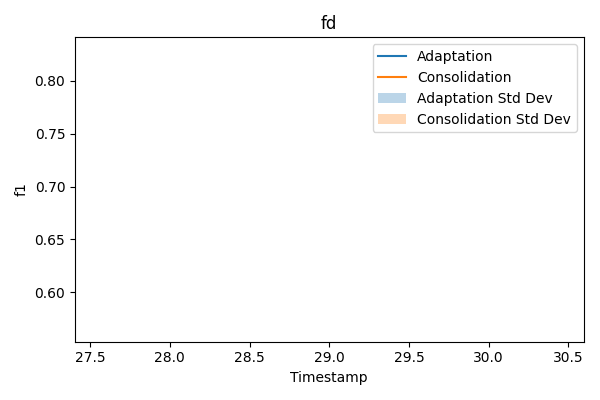 fd
Adaptation
Consolidation
Adaptation Std Dev
Consolidation Std Dev
f1
0.80
0.75
0.70
0.65
0.60
27.5 28.0 28.5 29.0 29.5 30.0 30.5
Timestamp